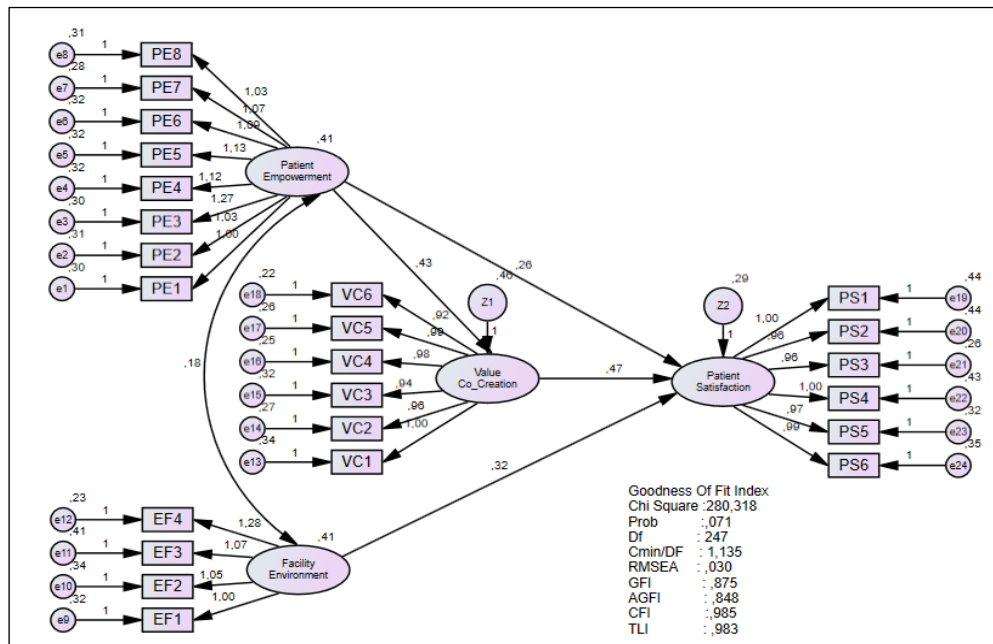 ,31
e8 1 PE8
,28
e7 1 PE7
,32
e6 1 PE6
,32
e5 1 PE5
,32
e4 1 PE4
,30
e3 1 PE3
,31
e2 1 PE2
,30
e1 1 PE1
1,03
1,07
1,09
1,13
1,12
1,27
1,03
1,00
,41
Patient
Empowerment
,43
,26
,18
,22
e18 1 VC6
,26
e17 1 VC5
,25
e16 1 VC4
,32
e15 1 VC3
,27
e14 1 VC2
,34
e13 1 VC1
,92
,99
,98
,94
,96
1,00
,46
Z1
1
Value
Co_Creation
,47
,29
Z2
1
Patient
Satisfaction
1,00
,96
,96
1,00
,97
,99
,44
PS1 1 e19
,44
PS2 1 e20
,26
PS3 1 e21
,43
PS4 1 e22
,32
PS5 1 e23
,35
PS6 1 e24
,32
,23
e12 1 EF4
,41
e11 1 EF3
,34
e10 1 EF2
,32
e9 1 EF1
1,28
1,07
1,05
1,00
,41
Facility
Environment
Goodness Of Fit Index
Chi Square :280,318
Prob :,071
Df : 247
Cmin/DF : 1,135
RMSEA : ,030
GFI : ,875
AGFI : ,848
CFI : ,985
TLI : ,983